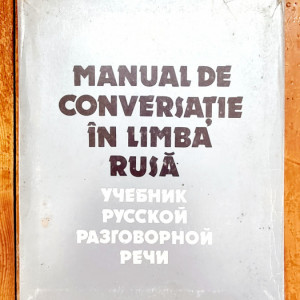 MANUAL DE
CONVERSAȚIE
ÎN LIMBA
RUSĂ
УЧЕБНИК
РУССКОЙ
РАЗГОВОРНОЙ
РЕЧИ